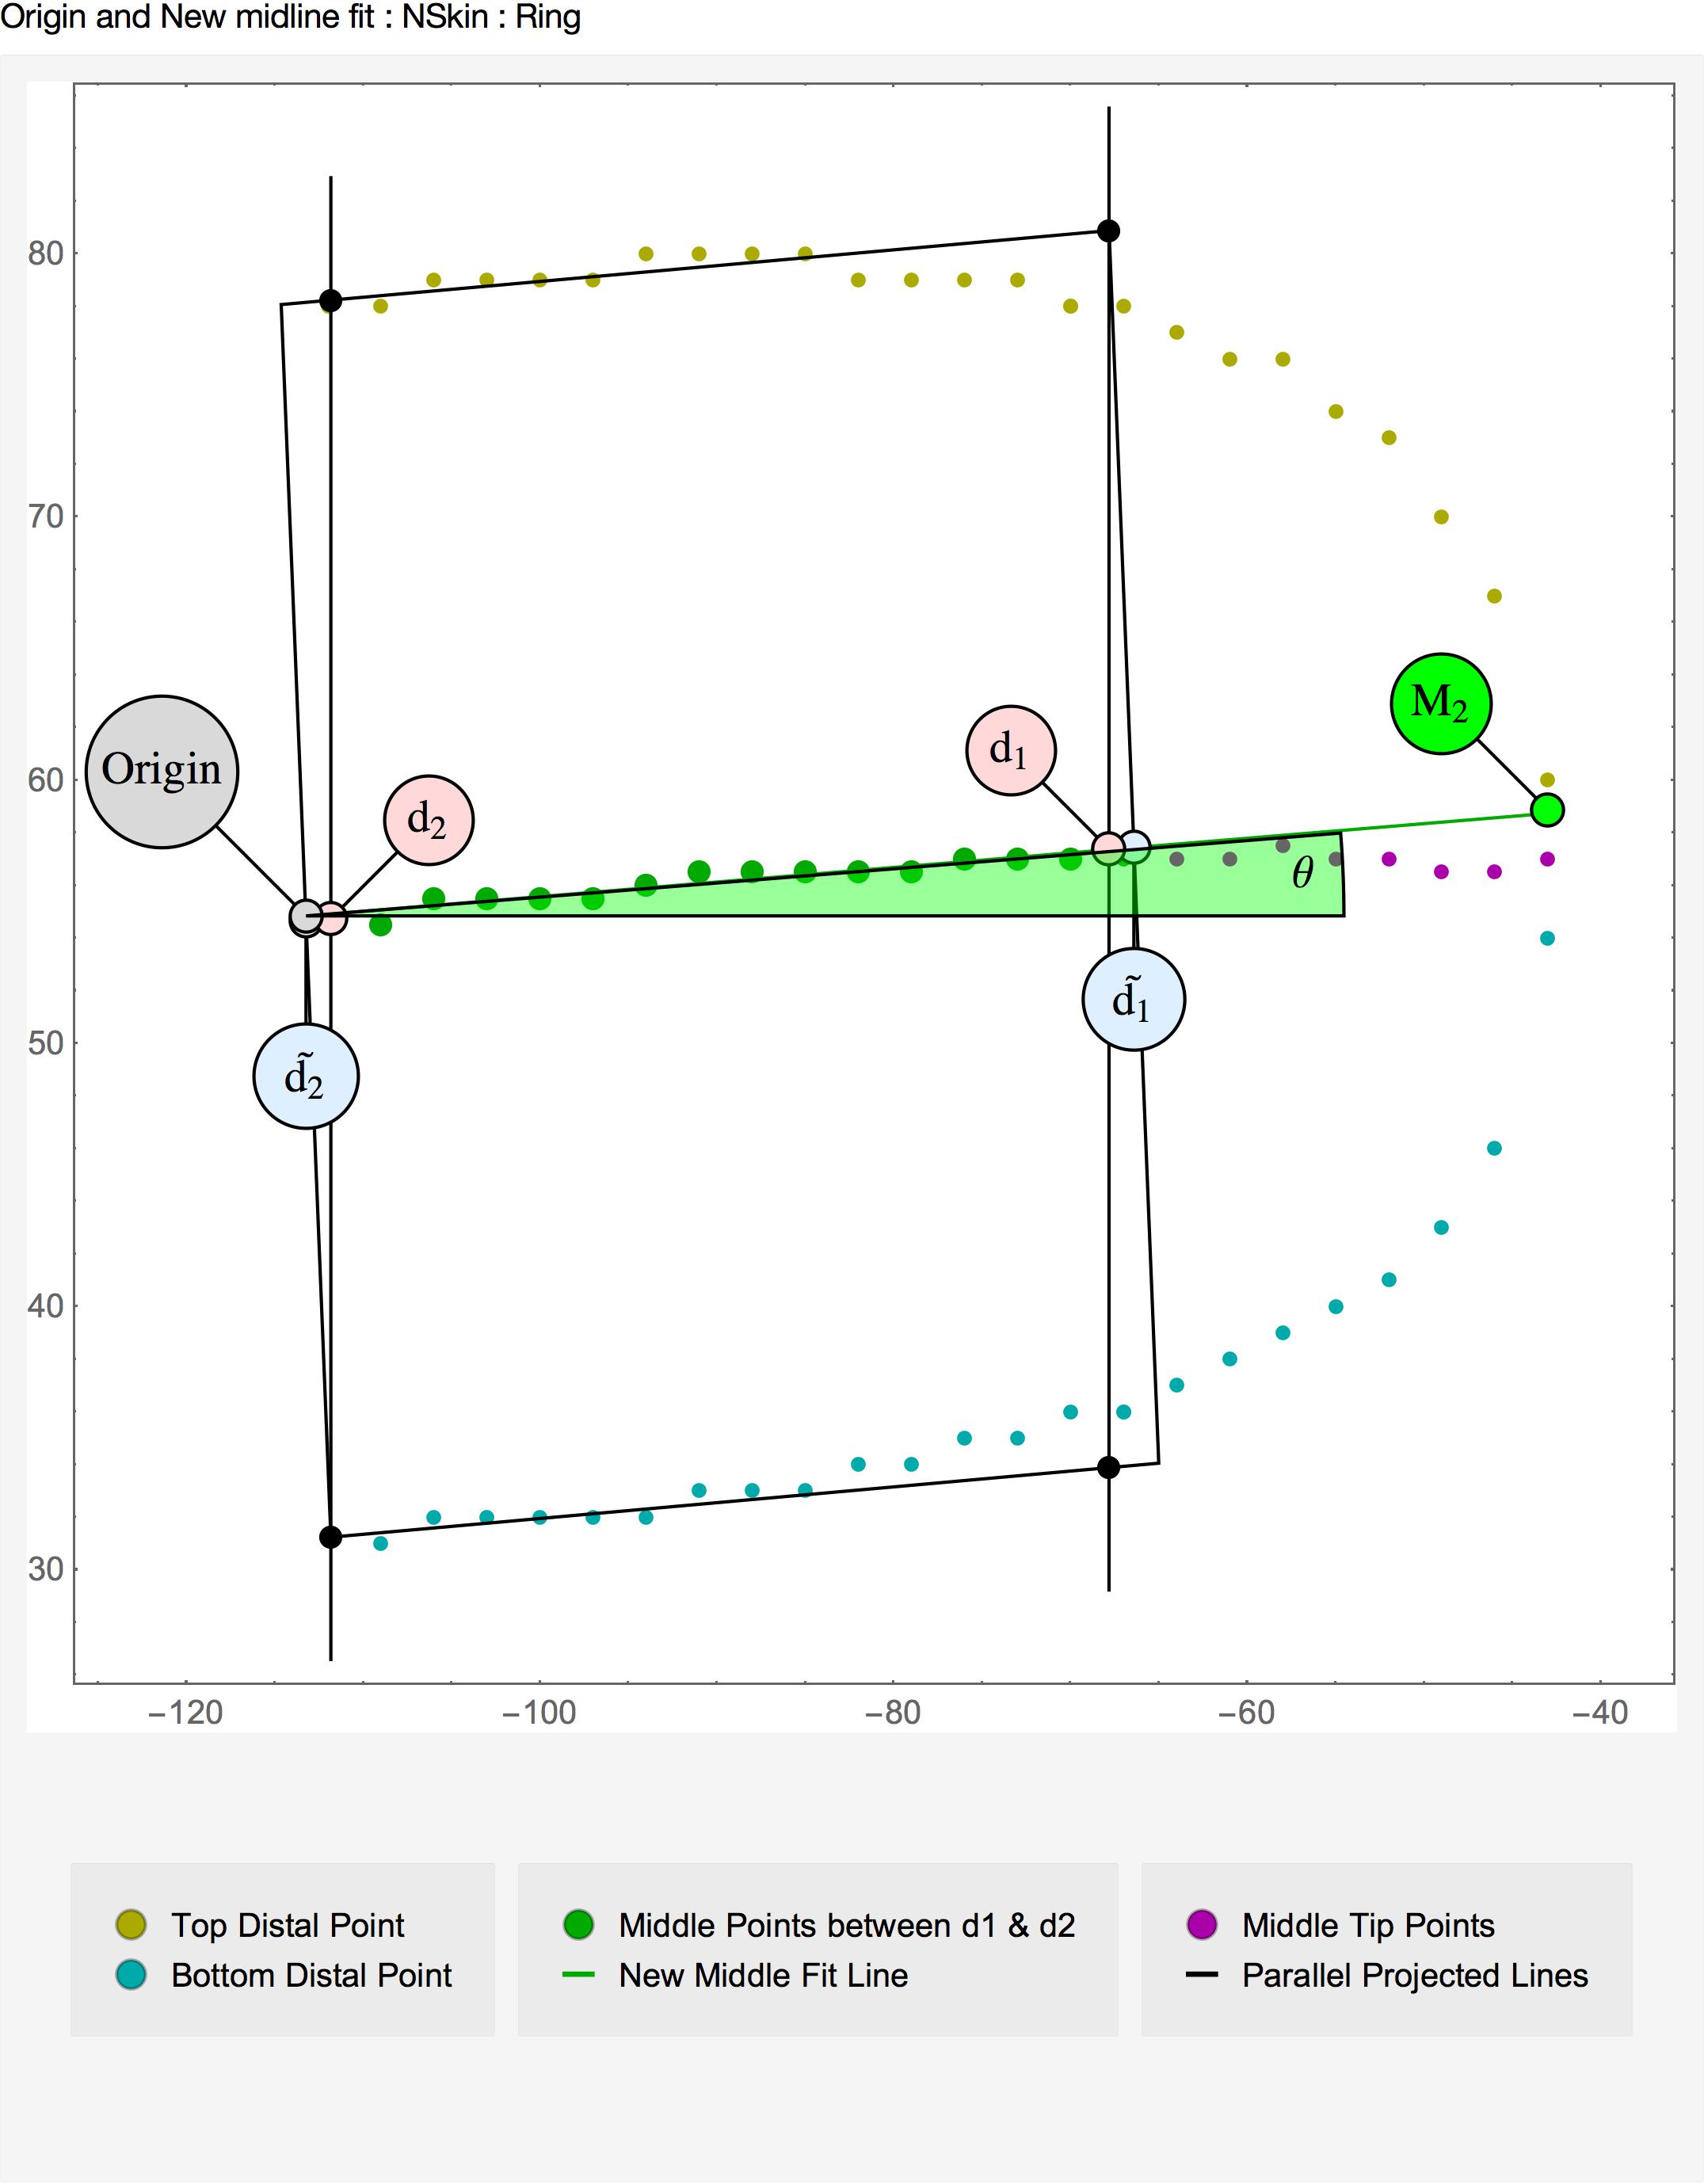 Origin and New midline fit : NSkin : Ring
80
70
60
50
40
30
Origin
d2
d1
M2
θ
d̃1
d̃2
−120
−100
−80
−60
−40
Top Distal Point
Bottom Distal Point
Middle Points between d1 & d2
New Middle Fit Line
Middle Tip Points
Parallel Projected Lines